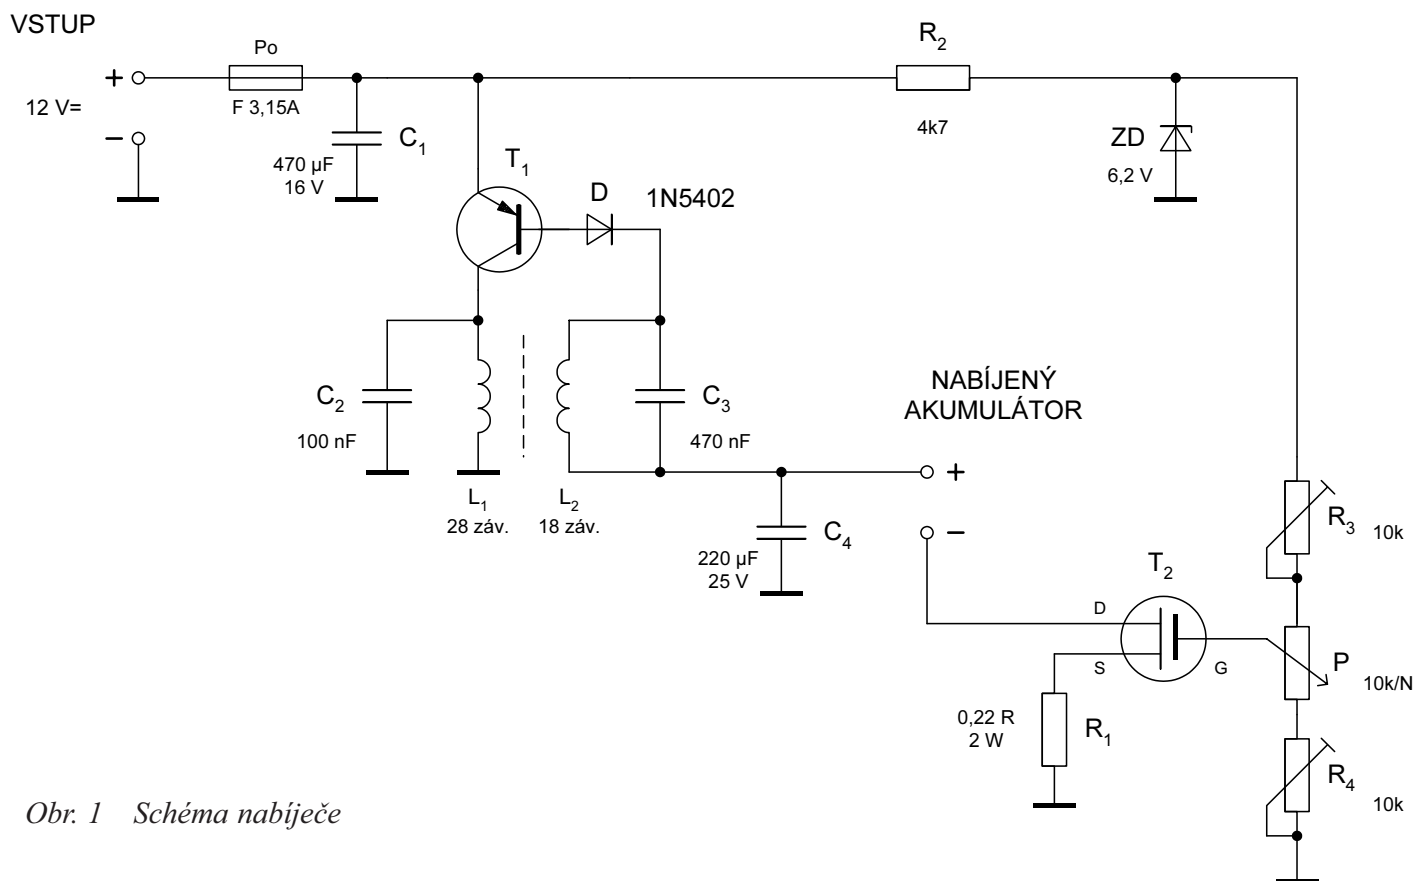 VSTUP
+
12 V=
−
Po
F 3,15A
C1
470 µF
16 V
T1
D
1N5402
R2
4k7
ZD
6,2 V
C2
100 nF
L1
28 záv.
L2
18 záv.
C3
470 nF
NABÍJENÝ
AKUMULÁTOR
+
−
C4
220 µF
25 V
T2
D
S
G
R1
0,22 R
2 W
R3
10k
P
10k/N
R4
10k
Obr. 1 Schéma nabíječe